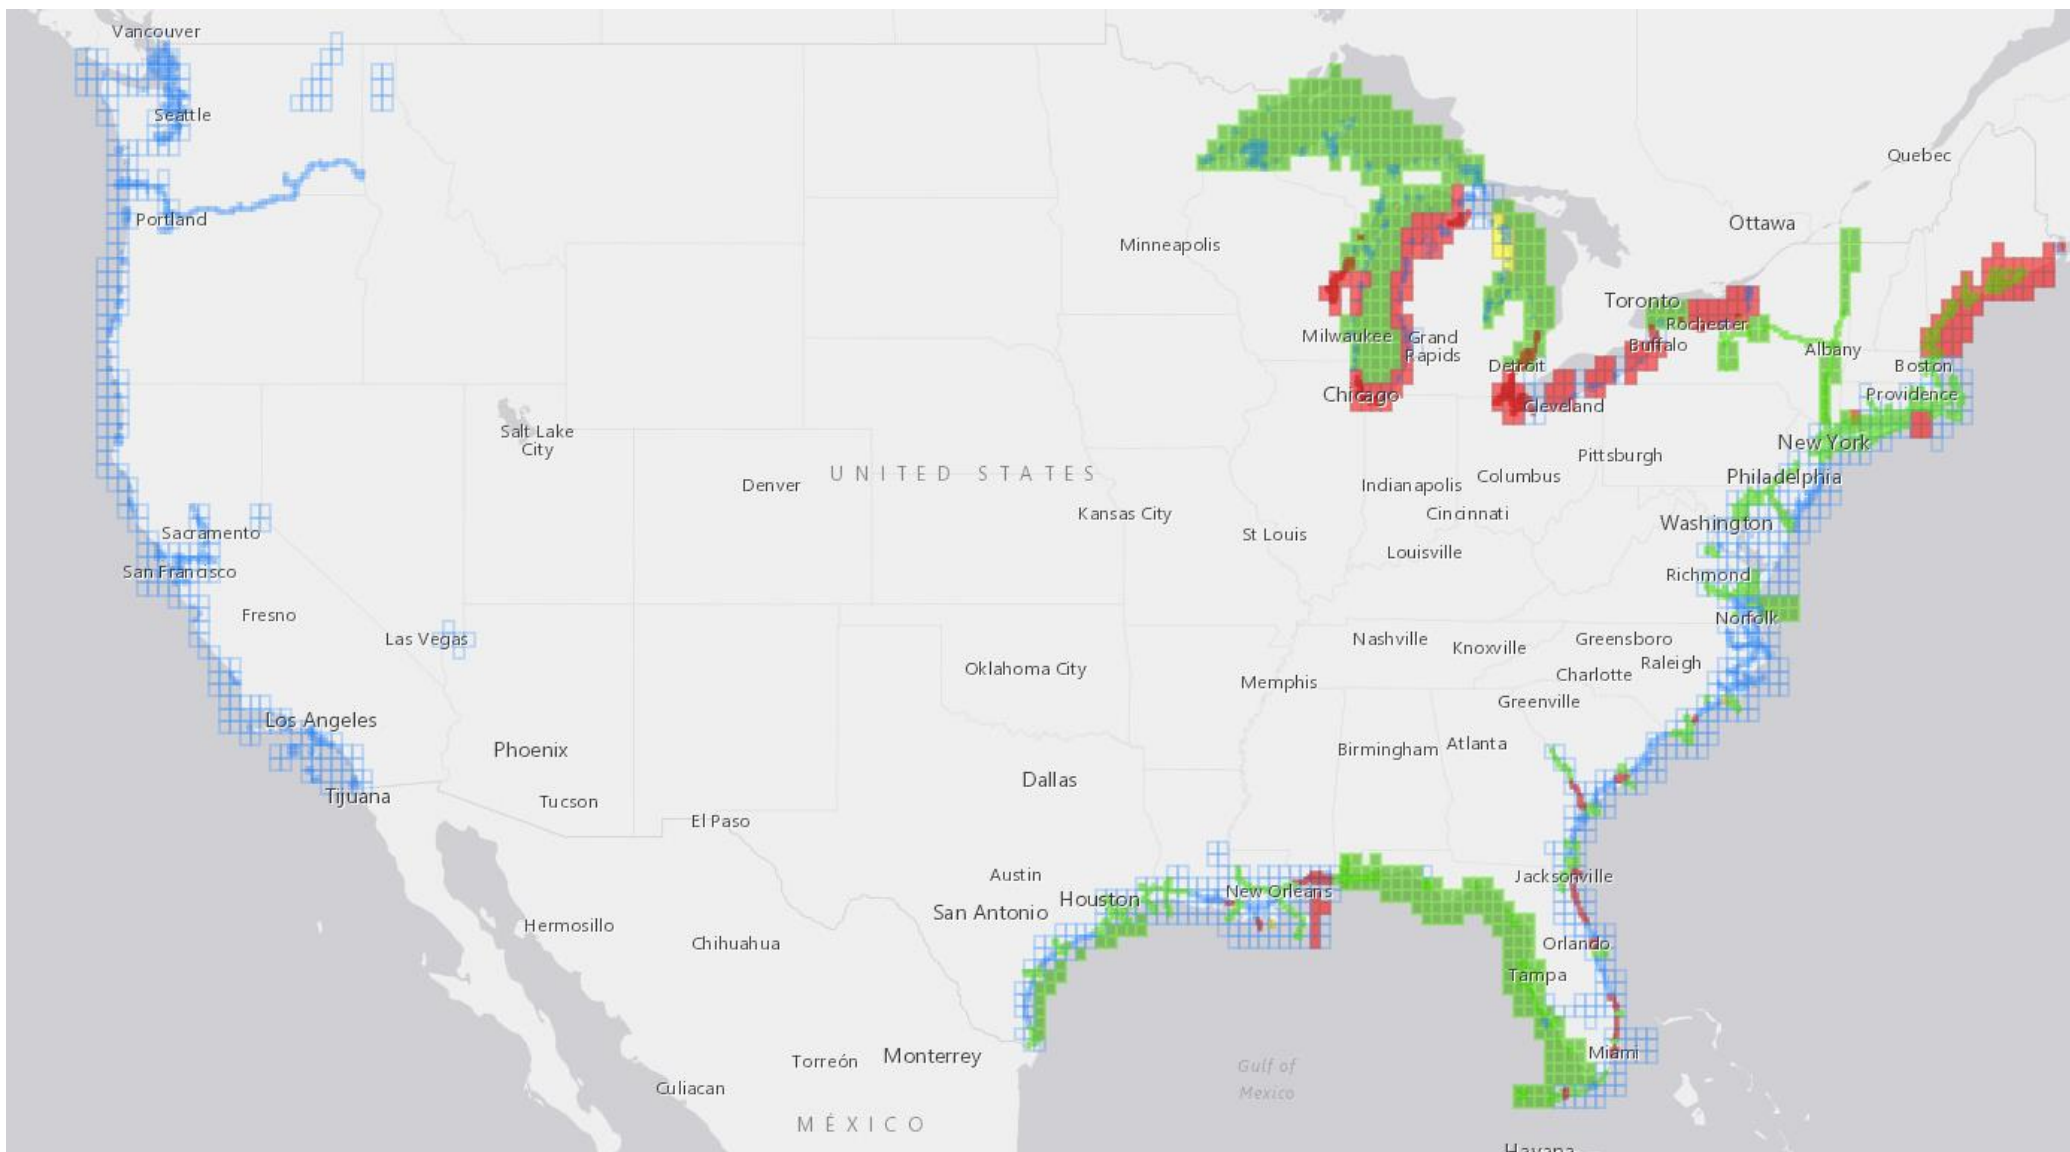 Vancouver
Seattle
Quebec
Portland
Ottawa
Minneapolis
Toronto
Rochester
Milwaukee
Grand
Rapids
Buffalo
Albany
Detroit
Boston
Chicago
Cleveland
Providence
Salt Lake
City
New York
Pittsburgh
UNITED STATES
Columbus
Philadelphia
Denver
Indianapolis
Kansas City
Cincinnati
Washington
Sacramento
St Louis
Louisville
San Francisco
Richmond
Fresno
Norfolk
Las Vegas
Nashville
Knoxville
Greensboro
Raleigh
Oklahoma City
Memphis
Charlotte
Greenville
Los Angeles
Phoenix
Birmingham
Atlanta
Dallas
Tijuana
Tucson
El Paso
Austin
Jacksonville
New Orleans
Houston
San Antonio
Hermosillo
Chihuahua
Orlando
Tampa
Torreón
Monterrey
Miami
Gulf of
Mexico
Culiacan
MÉXICO
Havana